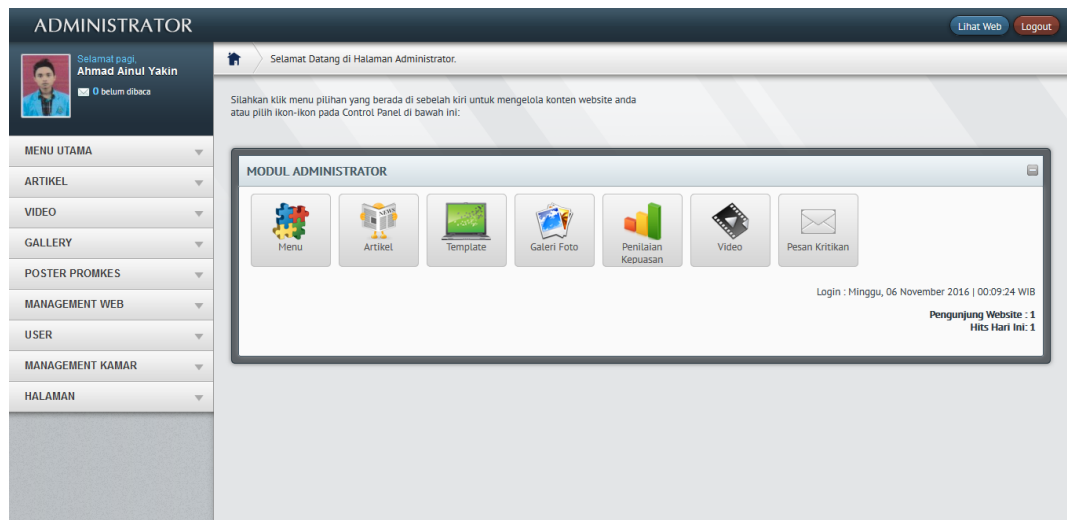 ADMINISTRATOR
Lihat Web
Logout
Selamat pagi,
Ahmad Ainul Yakin
0 belum dibaca
Selamat Datang di Halaman Administrator.
Silahkan klik menu pilihan yang berada di sebelah kiri untuk mengelola konten website anda
atau pilih ikon-ikon pada Control Panel di bawah ini:
MENU UTAMA
ARTIKEL
VIDEO
GALLERY
POSTER PROMKES
MANAGEMENT WEB
USER
MANAGEMENT KAMAR
HALAMAN
MODUL ADMINISTRATOR
Menu
NEWS
Artikel
Template
Galeri Foto
Penilaian
Kepuasan
Video
Pesan Kritikan
Login : Minggu, 06 November 2016 | 00:09:24 WIB
Pengunjung Website : 1
Hits Hari Ini: 1